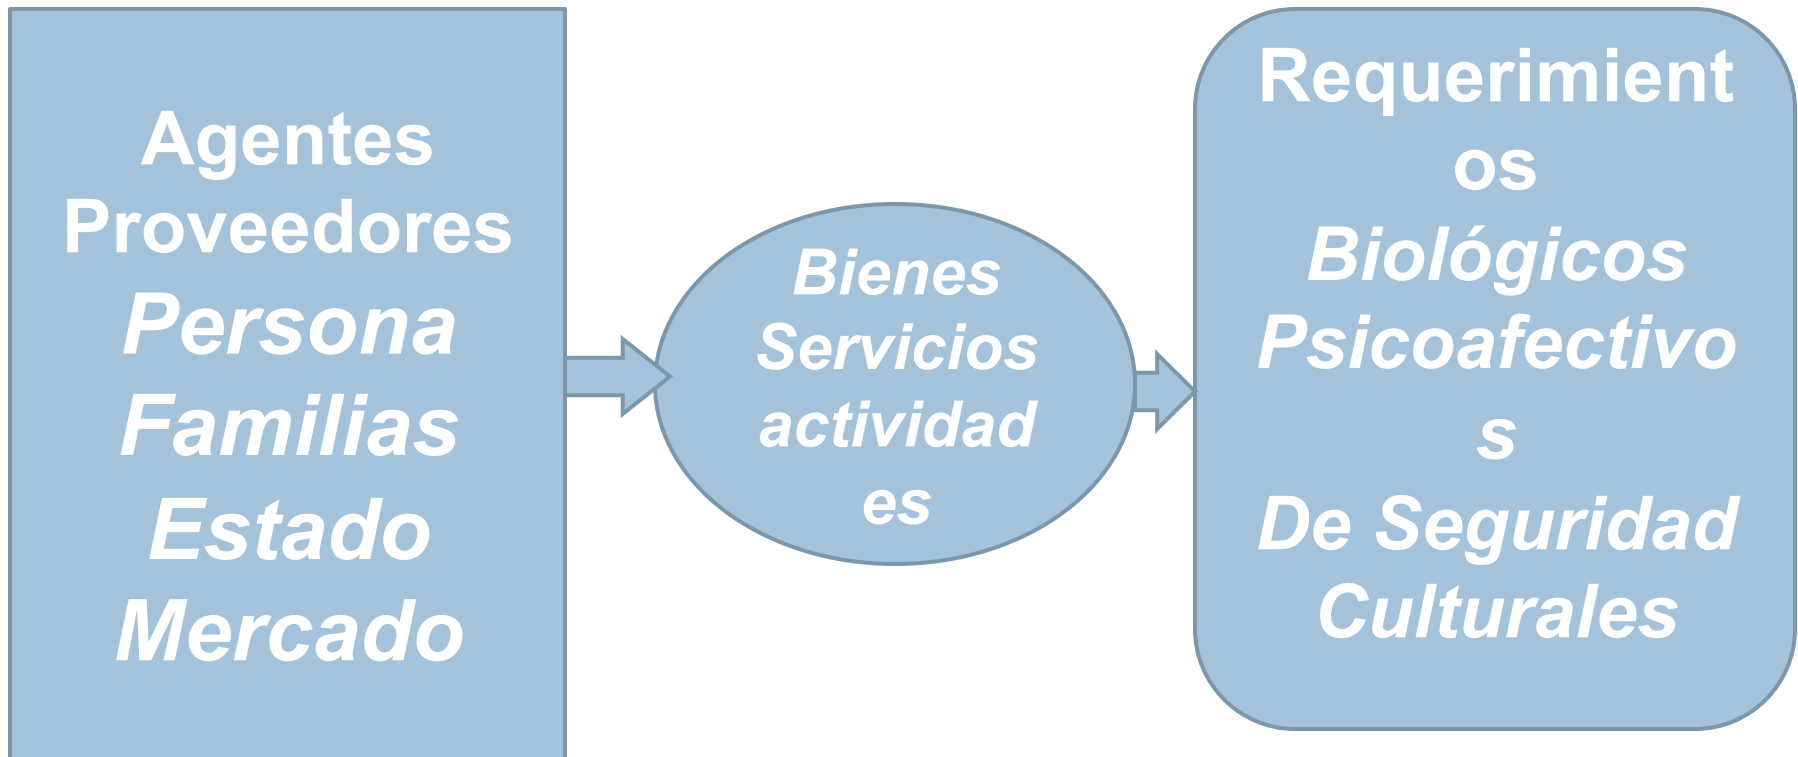 Agentes
Proveedores
Persona
Familias
Estado
Mercado
Bienes
Servicios
actividad
es
Requerimient
os
Biológicos
Psicoafectivo
s
De Seguridad
Culturales